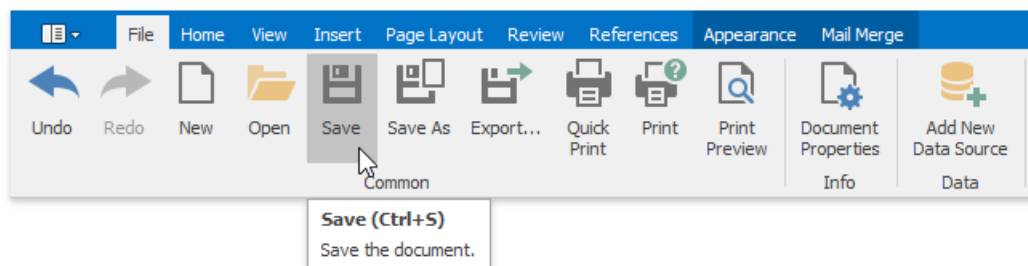 File Home View Insert Page Layout Review References Appearance Mail Merge
Undo Redo New Open Save Save As Export... Quick Print Print Print Preview Document Properties Add New Data Source
Common Info Data
Save (Ctrl+S)
Save the document.